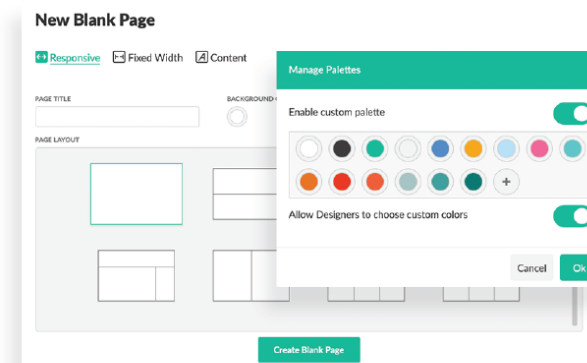 New Blank Page
Responsive Fixed Width Content
PAGE TITLE
BACKGROUND
PAGE LAYOUT
Manage Palettes
Enable custom palette
Allow Designers to choose custom colors
Cancel Ok
Create Blank Page